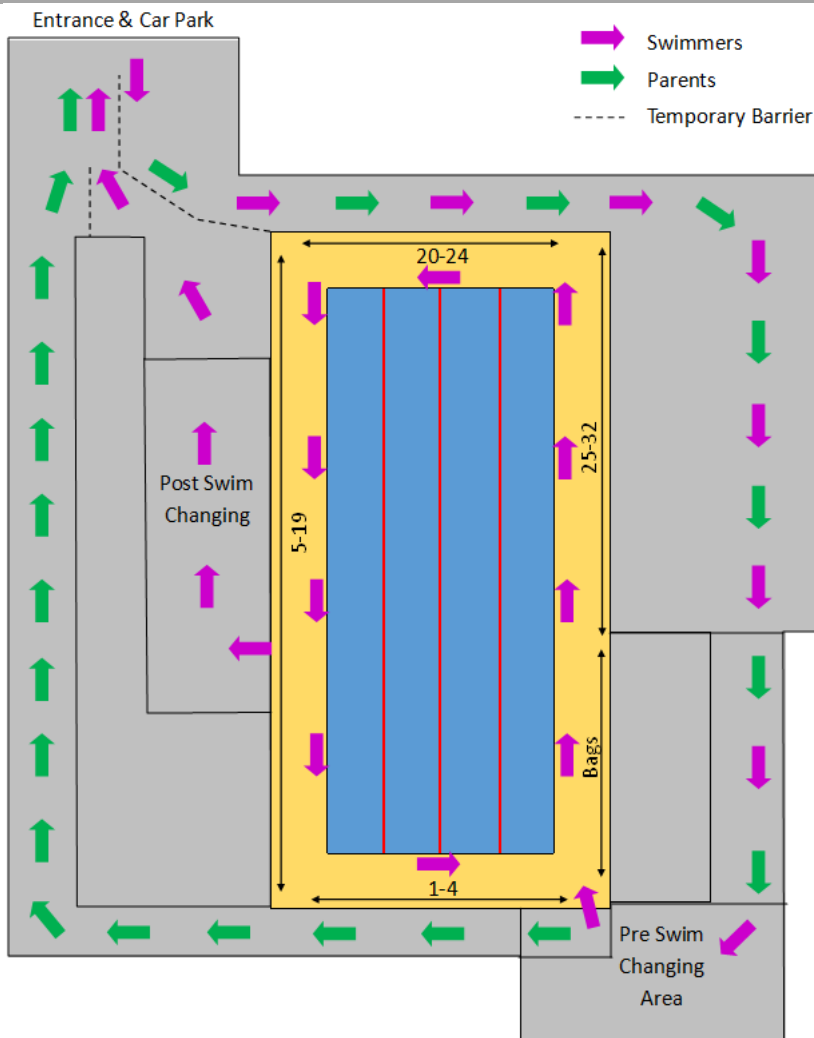 Entrance & Car Park
Swimmers
Parents
Temporary Barrier
20-24
25-32
5-19
Post Swim
Changing
Bags
1-4
Pre Swim
Changing
Area